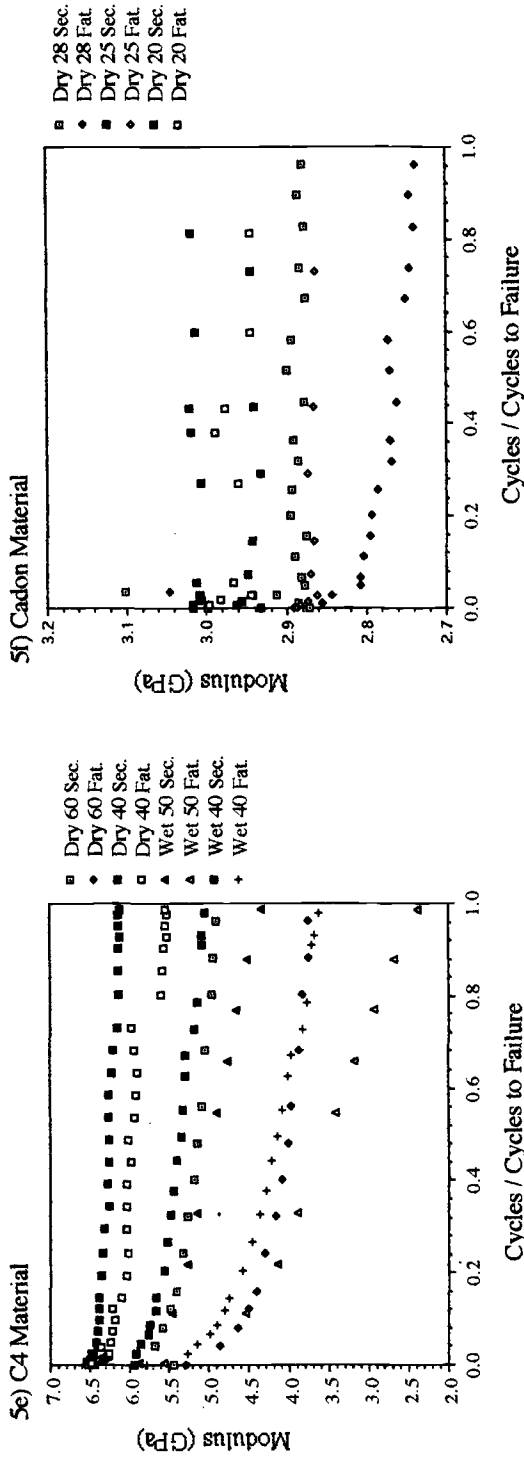 5e) C4 Material
7.0
6.5
6.0
5.5
5.0
4.5
4.0
3.5
3.0
2.5
2.0
Modulus (GPa)
0.0 0.2 0.4 0.6 0.8 1.0
Cycles / Cycles to Failure
Dry 60 Sec.
Dry 60 Fat.
Dry 40 Sec.
Dry 40 Fat.
Wet 50 Sec.
Wet 50 Fat.
Wet 40 Sec.
Wet 40 Fat.
5f) Cadon Material
3.2
3.1
3.0
2.9
2.8
2.7
Modulus (GPa)
0.0 0.2 0.4 0.6 0.8 1.0
Cycles / Cycles to Failure
Dry 28 Sec.
Dry 28 Fat.
Dry 25 Sec.
Dry 25 Fat.
Dry 20 Sec.
Dry 20 Fat.